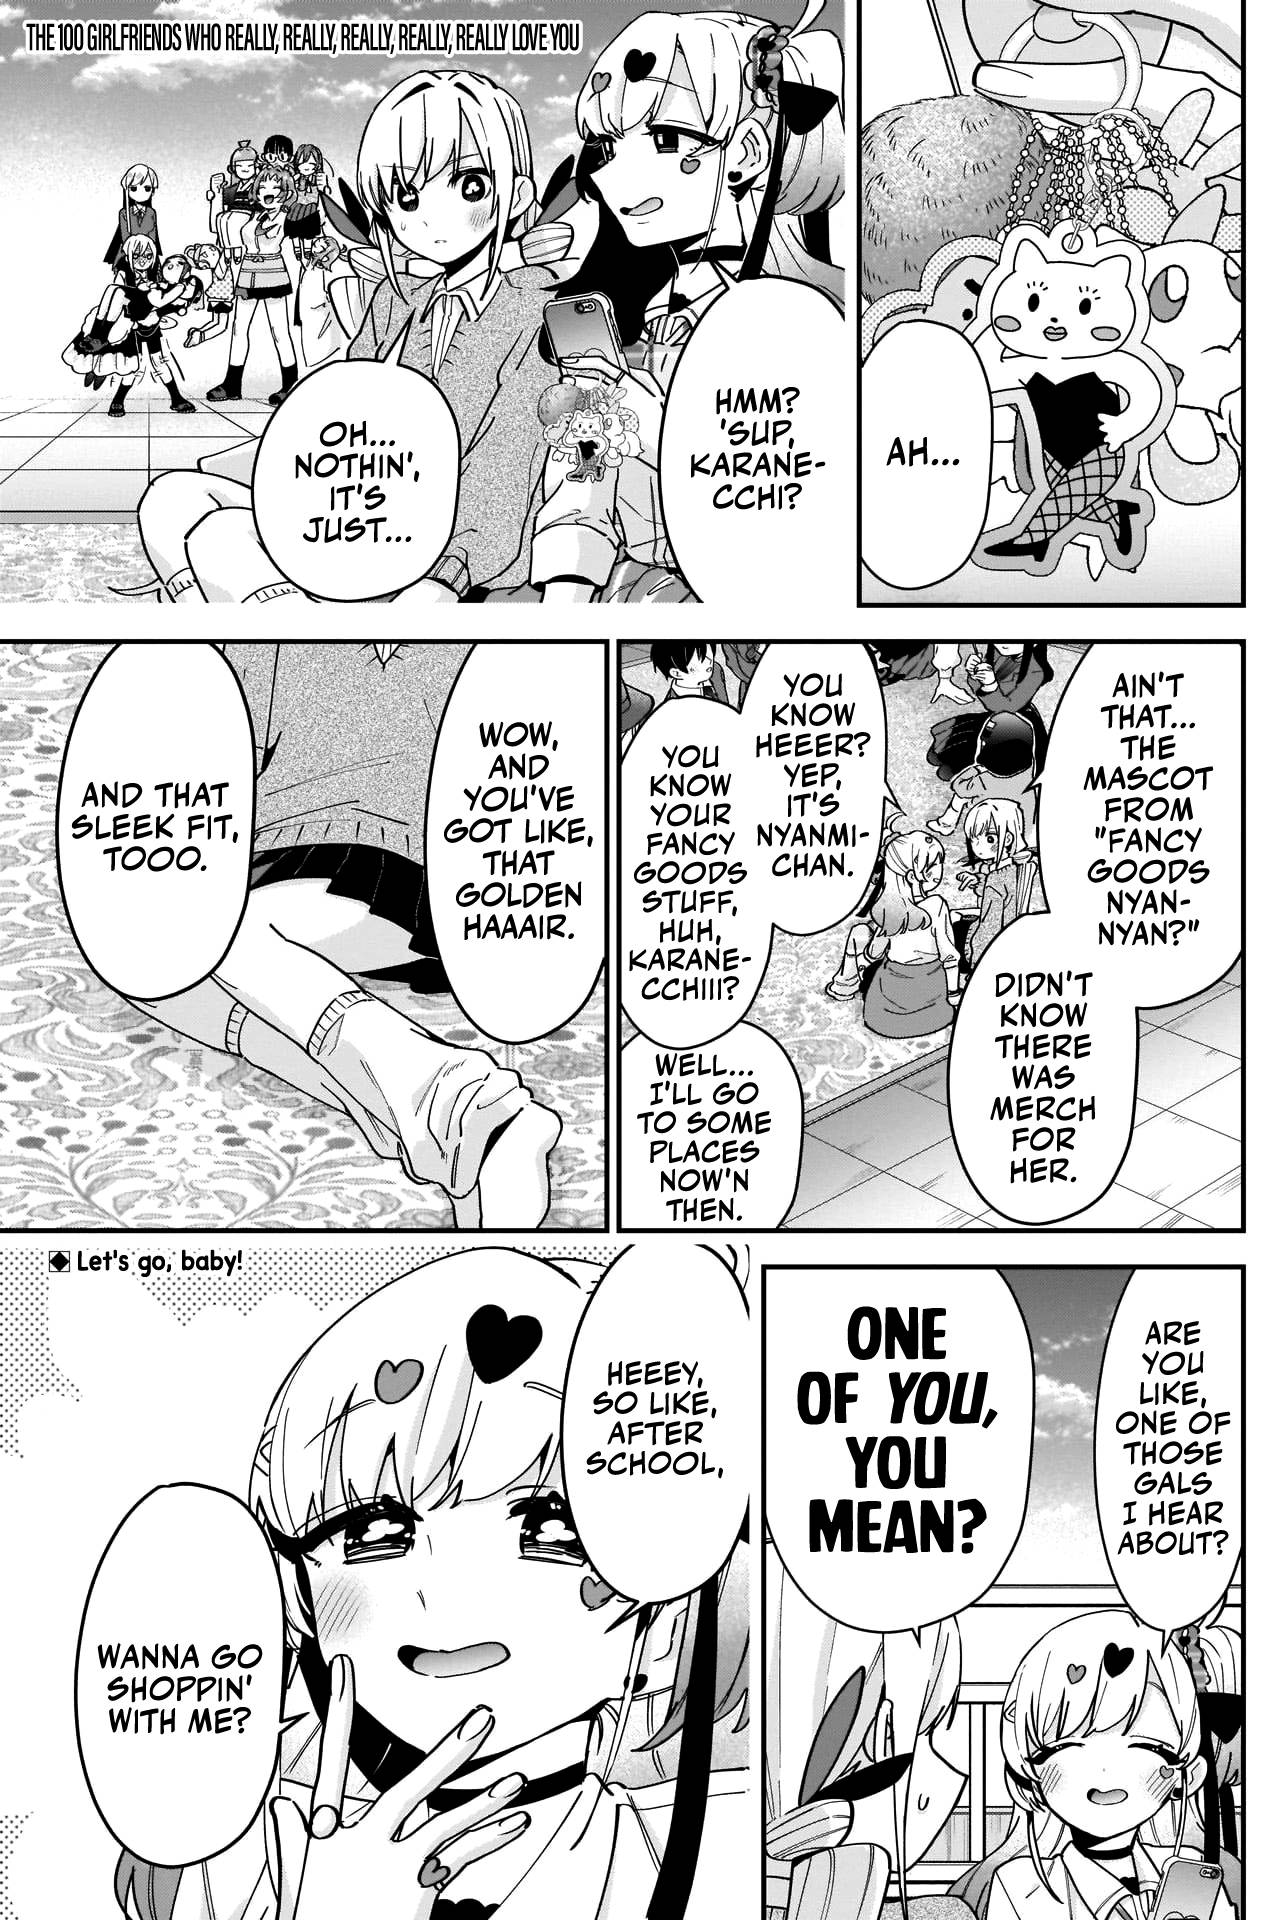 THE 100 GIRLFRIENDS WHO REALLY, REALLY, REALLY, REALLY, REALLY LOVE YOU
AH...
HMM?
'SUP,
KARANE-
CCHI?
OH...
NOTHIN',
IT'S
JUST...
AIN'T
THAT...
THE
MASCOT
FROM
"FANCY
GOODS
NYAN-
NYAN?"
DIDN'T
KNOW
THERE
WAS
MERCH
FOR
HER.
YOU
KNOW
HEEER?
YEP,
IT'S
NYANMI-
CHAN.
YOU
KNOW
YOUR
FANCY
GOODS
STUFF,
HUH,
KARANE-
CCHIII?
WELL...
I'LL GO
TO SOME
PLACES
NOW'N
THEN.
WOW,
AND
YOU'VE
GOT LIKE,
THAT
GOLDEN
HAAAIR.
AND THAT
SLEEK FIT,
TOOO.
ARE
YOU
LIKE,
ONE OF
THOSE
GALS
I HEAR
ABOUT?
ONE
OF YOU,
YOU
MEAN?
HEEEY,
SO LIKE,
AFTER
SCHOOL,
WANNA GO
SHOPPIN'
WITH ME?
Let's go, baby!